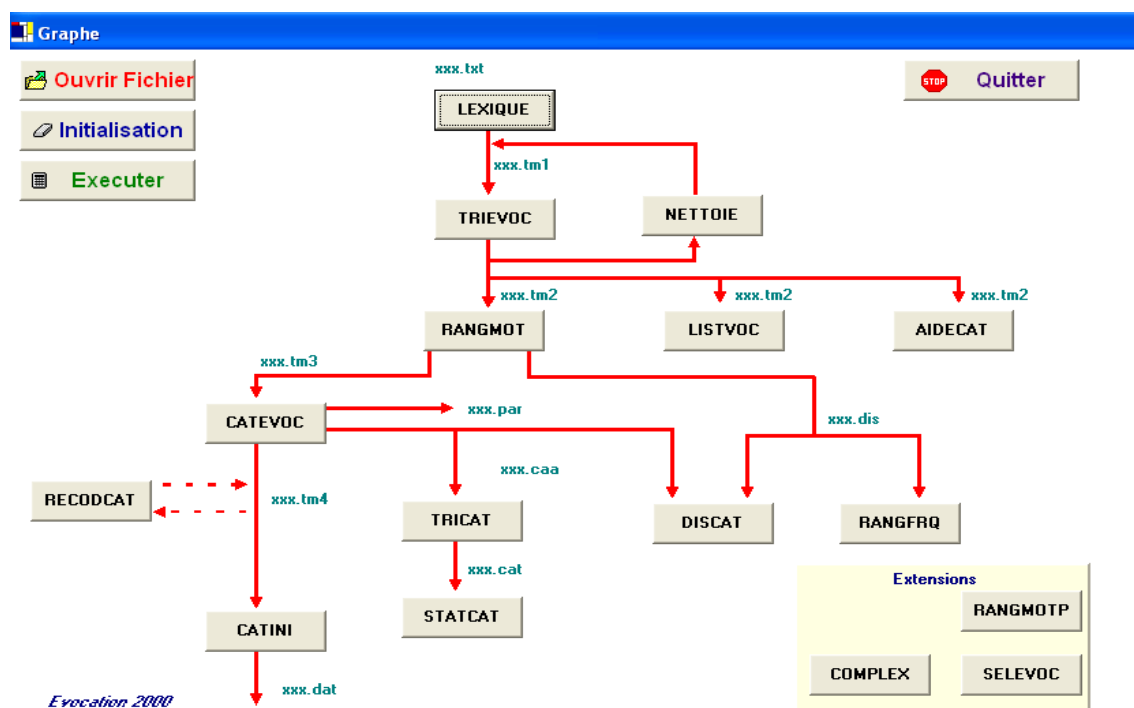 Graphe
Ouvrir Fichier
xxx.txt
Quitter
LEXIQUE
Initialisation
xxx.tm1
Executer
TRIEVOC
NETTOIE
xxx.tm2
xxx.tm2
xxx.tm2
RANGMOT
LISTVOC
AIDECAT
xxx.tm3
CATEVOC
xxx.par
xxx.dis
xxx.caa
RECODCAT
xxx.tm4
TRICAT
DISCAT
RANGFRQ
xxx.cat
Extensions
RANGMOTP
STATCAT
CATINI
COMPLEX
SELEVOC
xxx.dat
Evocation 2000
STOP